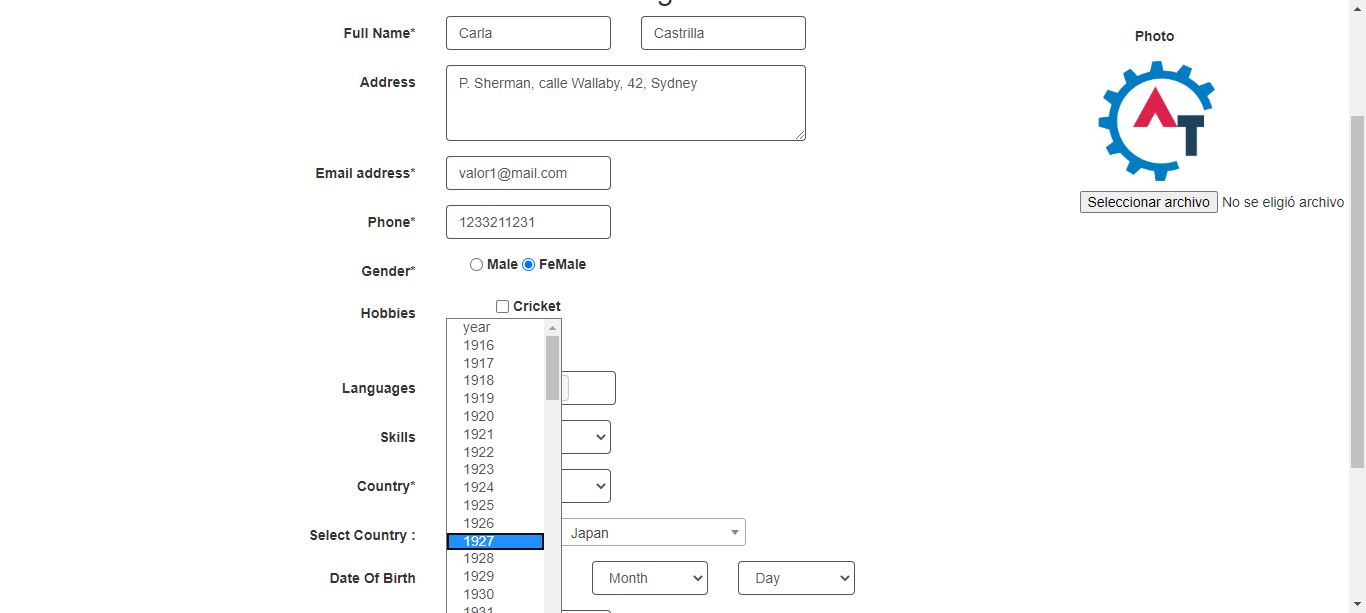 Full Name* Carla Castrilla
Photo
Address P. Sherman, calle Wallaby, 42, Sydney
AT
Email address* valor1@mail.com
Seleccionar archivo No se eligió archivo
Phone* 1233211231
Gender* Male FeMale
Hobbies Cricket
year
1916
1917
1918
1919
1920
1921
1922
1923
1924
1925
1926
1927
1928
1929
1930
1931
Languages
Skills
Country*
Select Country : Japan
Date Of Birth Month Day